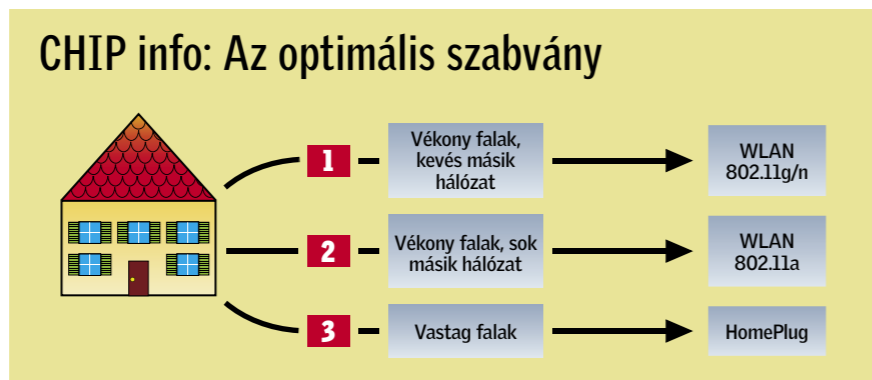 CHIP info: Az optimális szabvány
1
Vékony falak,
kevés másik
hálózat
WLAN
802.11g/n
2
Vékony falak, sok
másik hálózat
WLAN
802.11a
3
Vastag falak
HomePlug